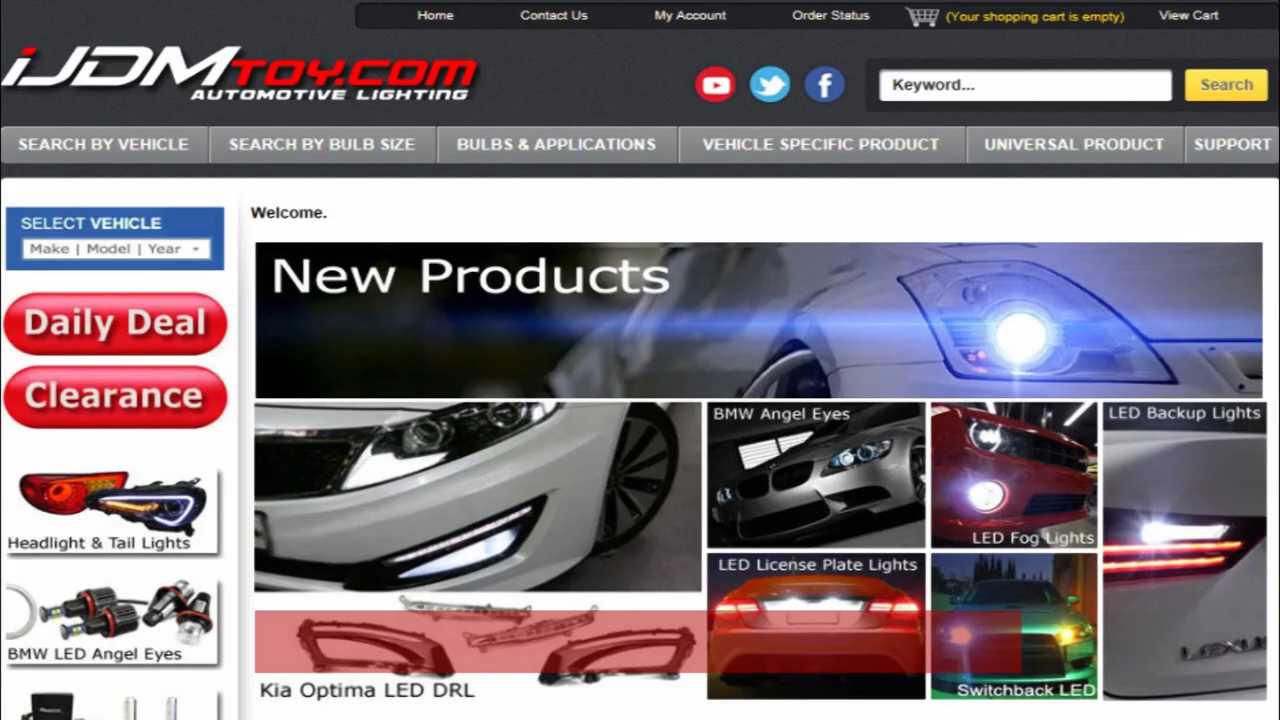 Home Contact Us My Account Order Status (Your shopping cart is empty) View Cart
iJDMTOY.COM
AUTOMOTIVE LIGHTING
Keyword... Search
SEARCH BY VEHICLE SEARCH BY BULB SIZE BULBS & APPLICATIONS VEHICLE SPECIFIC PRODUCT UNIVERSAL PRODUCT SUPPORT
SELECT VEHICLE
Make | Model | Year
Daily Deal
Clearance
Headlight & Tail Lights
BMW LED Angel Eyes
Welcome.
New Products
BMW Angel Eyes
LED Fog Lights
LED Backup Lights
LED License Plate Lights
Switchback LED
Kia Optima LED DRL